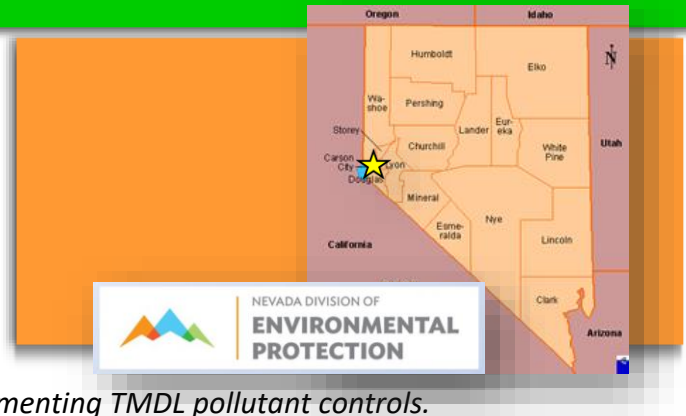 Oregon
Idaho
Humboldt
Elko
N
Wa-
shoe
Pershing
Storey
Lander
Eur-
eka
White
Pine
Utah
Churchill
Carson
City
Lyon
Douglas
Mineral
Nye
Esme-
ralda
Lincoln
California
Clark
Arizona
NEVADA DIVISION OF
ENVIRONMENTAL
PROTECTION
menting TMDL pollutant controls.